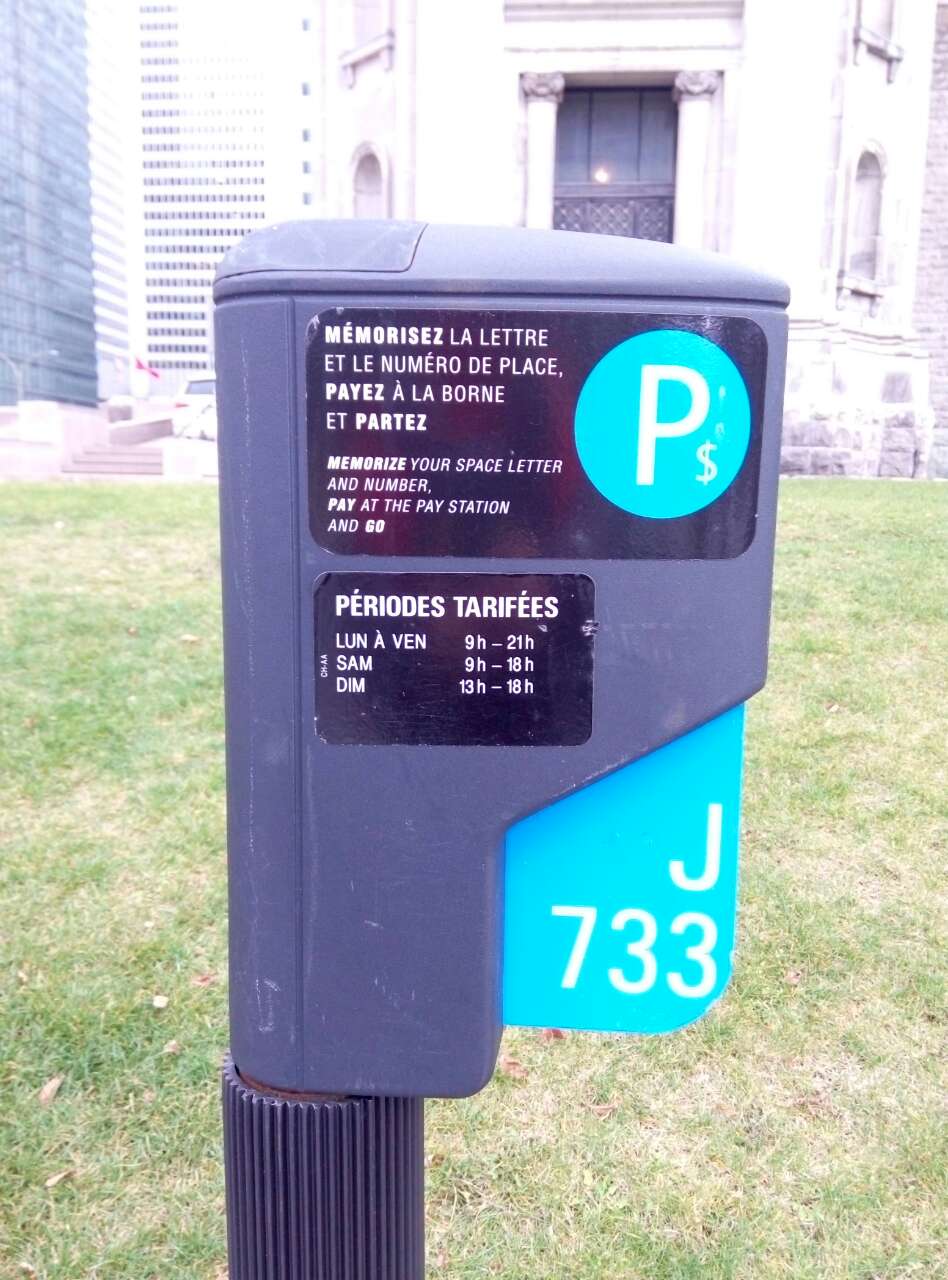 MÉMORISEZ LA LETTRE
ET LE NUMÉRO DE PLACE,
PAYEZ À LA BORNE
ET PARTEZ
MEMORIZE YOUR SPACE LETTER
AND NUMBER,
PAY AT THE PAY STATION
AND GO
P$
PÉRIODES TARIFÉES
LUN À VEN 9h – 21h
SAM 9h – 18h
DIM 13h – 18h
CH-AA
J
733